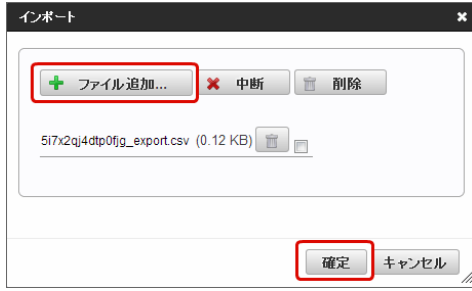 インポート
ファイル追加... 中断 削除
5i7x2qj4dtp0fjg_export.csv (0.12 KB)
確定 キャンセル